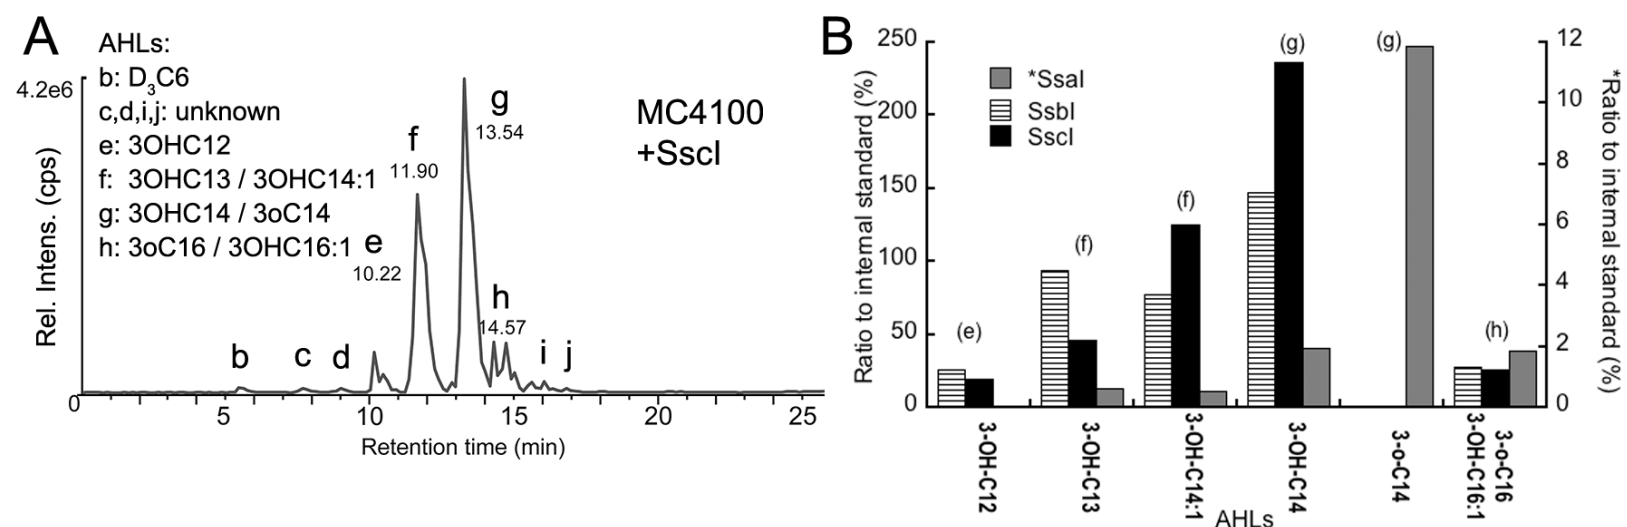 A
AHLs:
b: D3C6
c,d,i,j: unknown
e: 3OHC12
f: 3OHC13 / 3OHC14:1
g: 3OHC14 / 3oC14
h: 3oC16 / 3OHC16:1
4.2e6
Rel. Intens. (cps)
MC4100
+SscI
g
13.54
f
11.90
e
10.22
h
14.57
b c d i j
0 5 10 15 20 25
Retention time (min)
B
250
200
150
100
50
0
Ratio to internal standard (%)
*SsaI
SsbI
SscI
(e)
(f)
(f)
(g)
(g)
(h)
12
10
8
6
4
2
0
*Ratio to internal standard (%)
3-OH-C12
3-OH-C13
3-OH-C14:1
3-OH-C14
3-o-C14
3-o-C16
3-OH-C16:1
AHLs